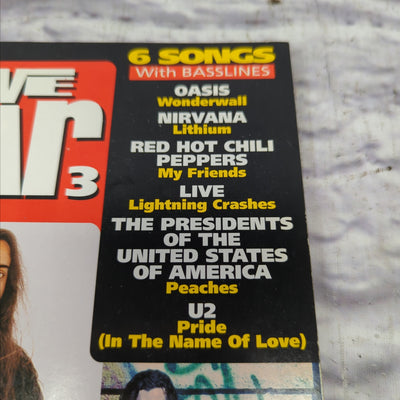 6 SONGS
With BASSLINES
OASIS
Wonderwall
NIRVANA
Lithium
RED HOT CHILI
PEPPERS
My Friends
LIVE
Lightning Crashes
THE PRESIDENTS
OF THE
UNITED STATES
OF AMERICA
Peaches
U2
Pride
(In The Name Of Love)
3